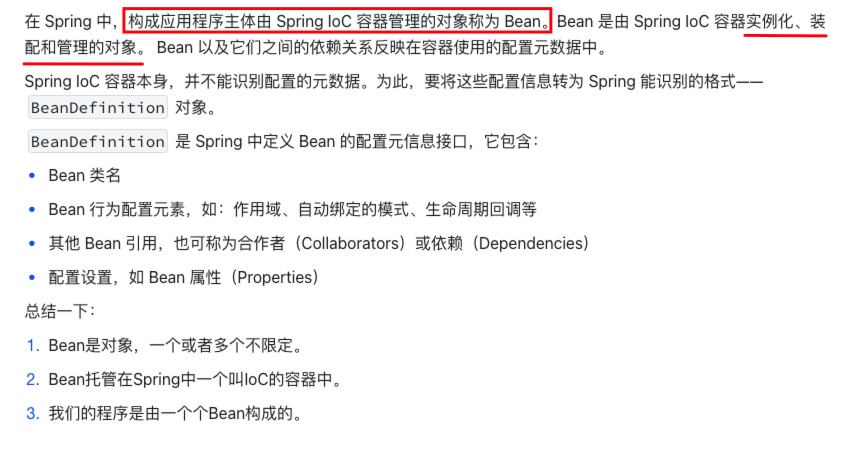 在 Spring 中，构成应用程序主体由 Spring IoC 容器管理的对象称为 Bean。Bean 是由 Spring IoC 容器实例化、装
配和管理的对象。 Bean 以及它们之间的依赖关系反映在容器使用的配置元数据中。
Spring IoC 容器本身，并不能识别配置的元数据。为此，要将这些配置信息转为 Spring 能识别的格式——
BeanDefinition 对象。
BeanDefinition 是 Spring 中定义 Bean 的配置元信息接口，它包含：
• Bean 类名
• Bean 行为配置元素，如：作用域、自动绑定的模式、生命周期回调等
• 其他 Bean 引用，也可称为合作者（Collaborators）或依赖（Dependencies）
• 配置设置，如 Bean 属性（Properties）
总结一下：
1. Bean是对象，一个或者多个不限定。
2. Bean托管在Spring中一个叫IoC的容器中。
3. 我们的程序是由一个个Bean构成的。